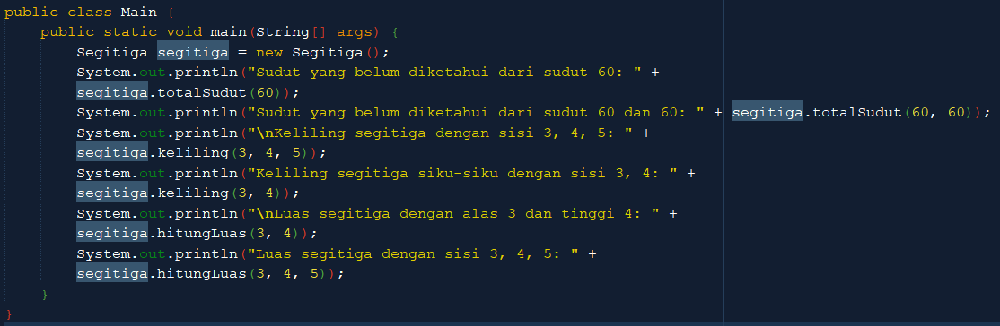 public class Main {
    public static void main(String[] args) {
        Segitiga segitiga = new Segitiga();
        System.out.println("Sudut yang belum diketahui dari sudut 60: " +
        segitiga.totalSudut(60));
        System.out.println("Sudut yang belum diketahui dari sudut 60 dan 60: " + segitiga.totalSudut(60, 60));
        System.out.println("\nKeliling segitiga dengan sisi 3, 4, 5: " +
        segitiga.keliling(3, 4, 5));
        System.out.println("Keliling segitiga siku-siku dengan sisi 3, 4: " +
        segitiga.keliling(3, 4));
        System.out.println("\nLuas segitiga dengan alas 3 dan tinggi 4: " +
        segitiga.hitungLuas(3, 4));
        System.out.println("Luas segitiga dengan sisi 3, 4, 5: " +
        segitiga.hitungLuas(3, 4, 5));
    }
}